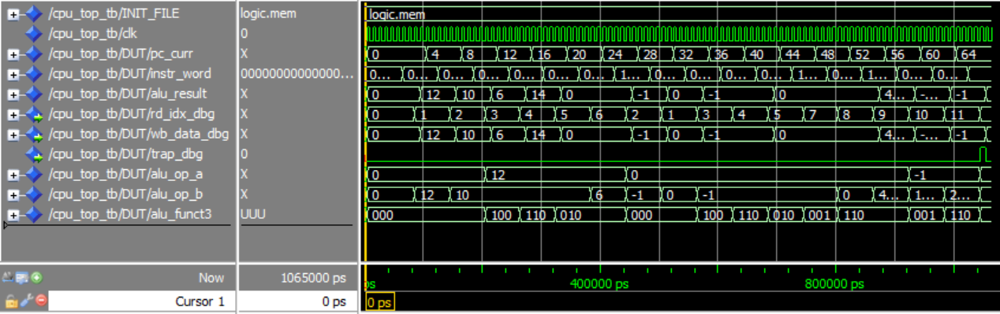 /cpu_top_tb/INIT_FILE logic.mem logic.mem
/cpu_top_tb/clk 0
/cpu_top_tb/DUT/pc_curr X 0 4 8 12 16 20 24 28 32 36 40 44 48 52 56 60 64
/cpu_top_tb/DUT/instr_word 00000000000000... 0... 0... 0... 0... 0... 0... 0... 1... 0... 0... 0... 0... 1... 0... 1... 0... 0...
/cpu_top_tb/DUT/alu_result X 0 12 10 6 14 0 -1 0 -1 0 4... -... -1
/cpu_top_tb/DUT/rd_idx_dbg X 0 1 2 3 4 5 6 2 1 3 4 5 7 8 9 10 11
/cpu_top_tb/DUT/wb_data_dbg X 0 12 10 6 14 0 -1 0 -1 0 4... -... -1
/cpu_top_tb/DUT/trap_dbg 0
/cpu_top_tb/DUT/alu_op_a X 0 12 0 -1
/cpu_top_tb/DUT/alu_op_b X 0 12 10 6 -1 0 -1 0 4... 1... 2...
/cpu_top_tb/DUT/alu_funct3 UUU 000 100 110 010 000 100 110 010 001 110 001 110
Now 1065000 ps ps 400000 ps 800000 ps
Cursor 1 0 ps 0 ps